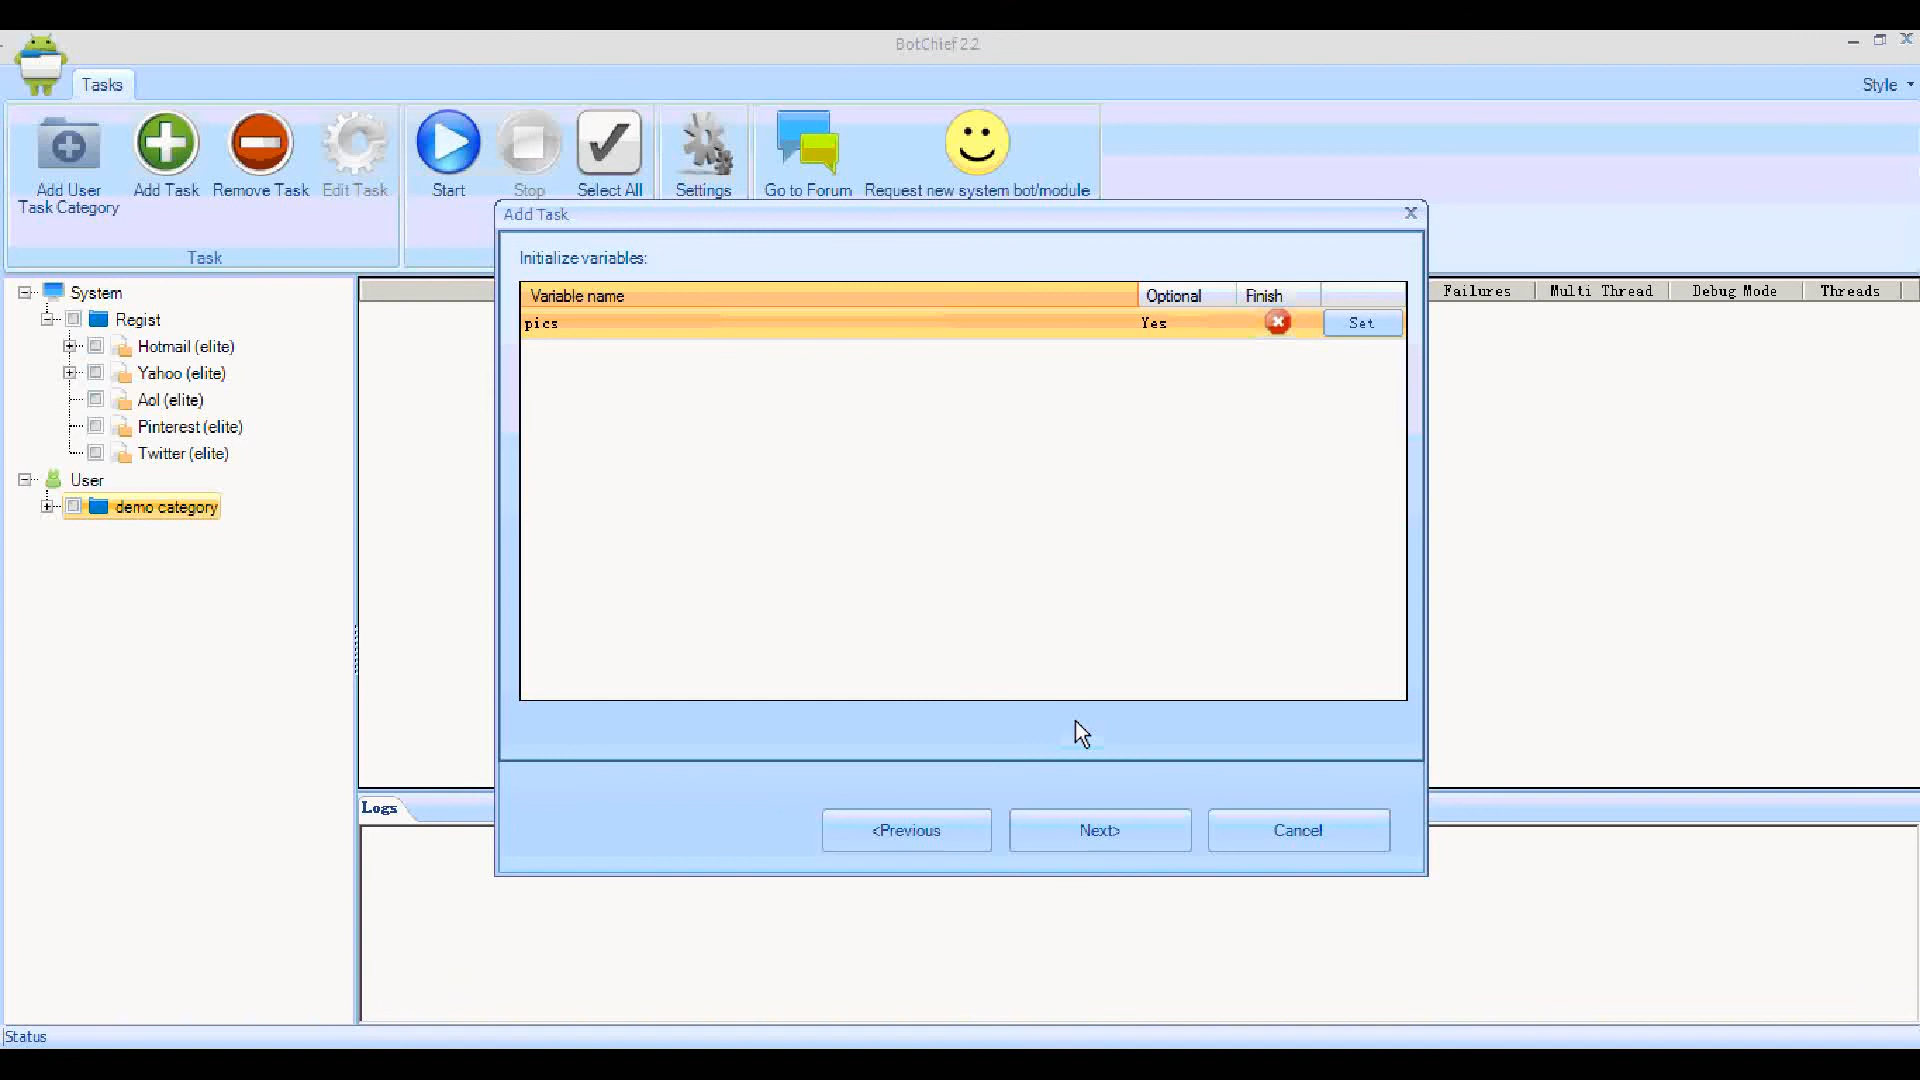 BotChief 2.2
Tasks
Style
Add User
Task Category
Add Task
Remove Task
Edit Task
Start
Stop
Select All
Settings
Go to Forum
Request new system bot/module
Task
Add Task
X
Initialize variables:
Variable name Optional Finish
pics Yes Set
<Previous Next> Cancel
System
Regist
Hotmail (elite)
Yahoo (elite)
Aol (elite)
Pinterest (elite)
Twitter (elite)
User
demo category
Failures Multi Thread Debug Mode Threads
Logs
Status